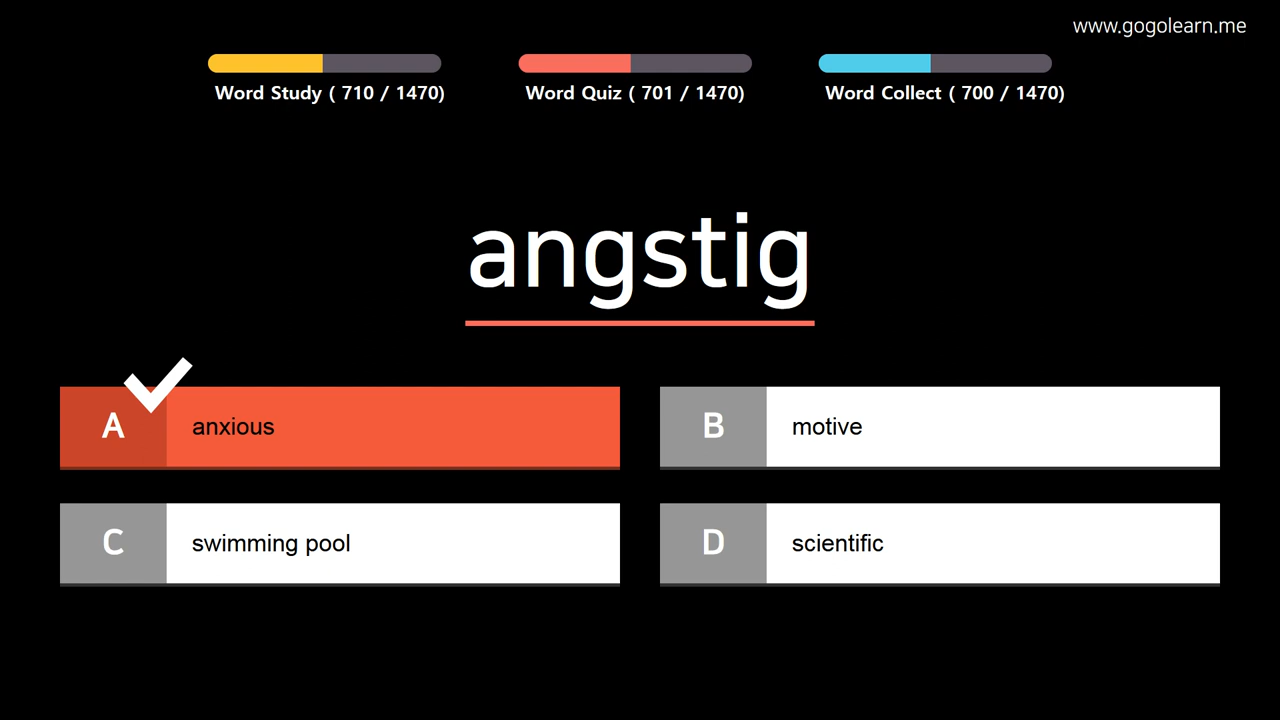 www.gogolearn.me
Word Study ( 710 / 1470)
Word Quiz ( 701 / 1470)
Word Collect ( 700 / 1470)
angstig
A anxious
B motive
C swimming pool
D scientific